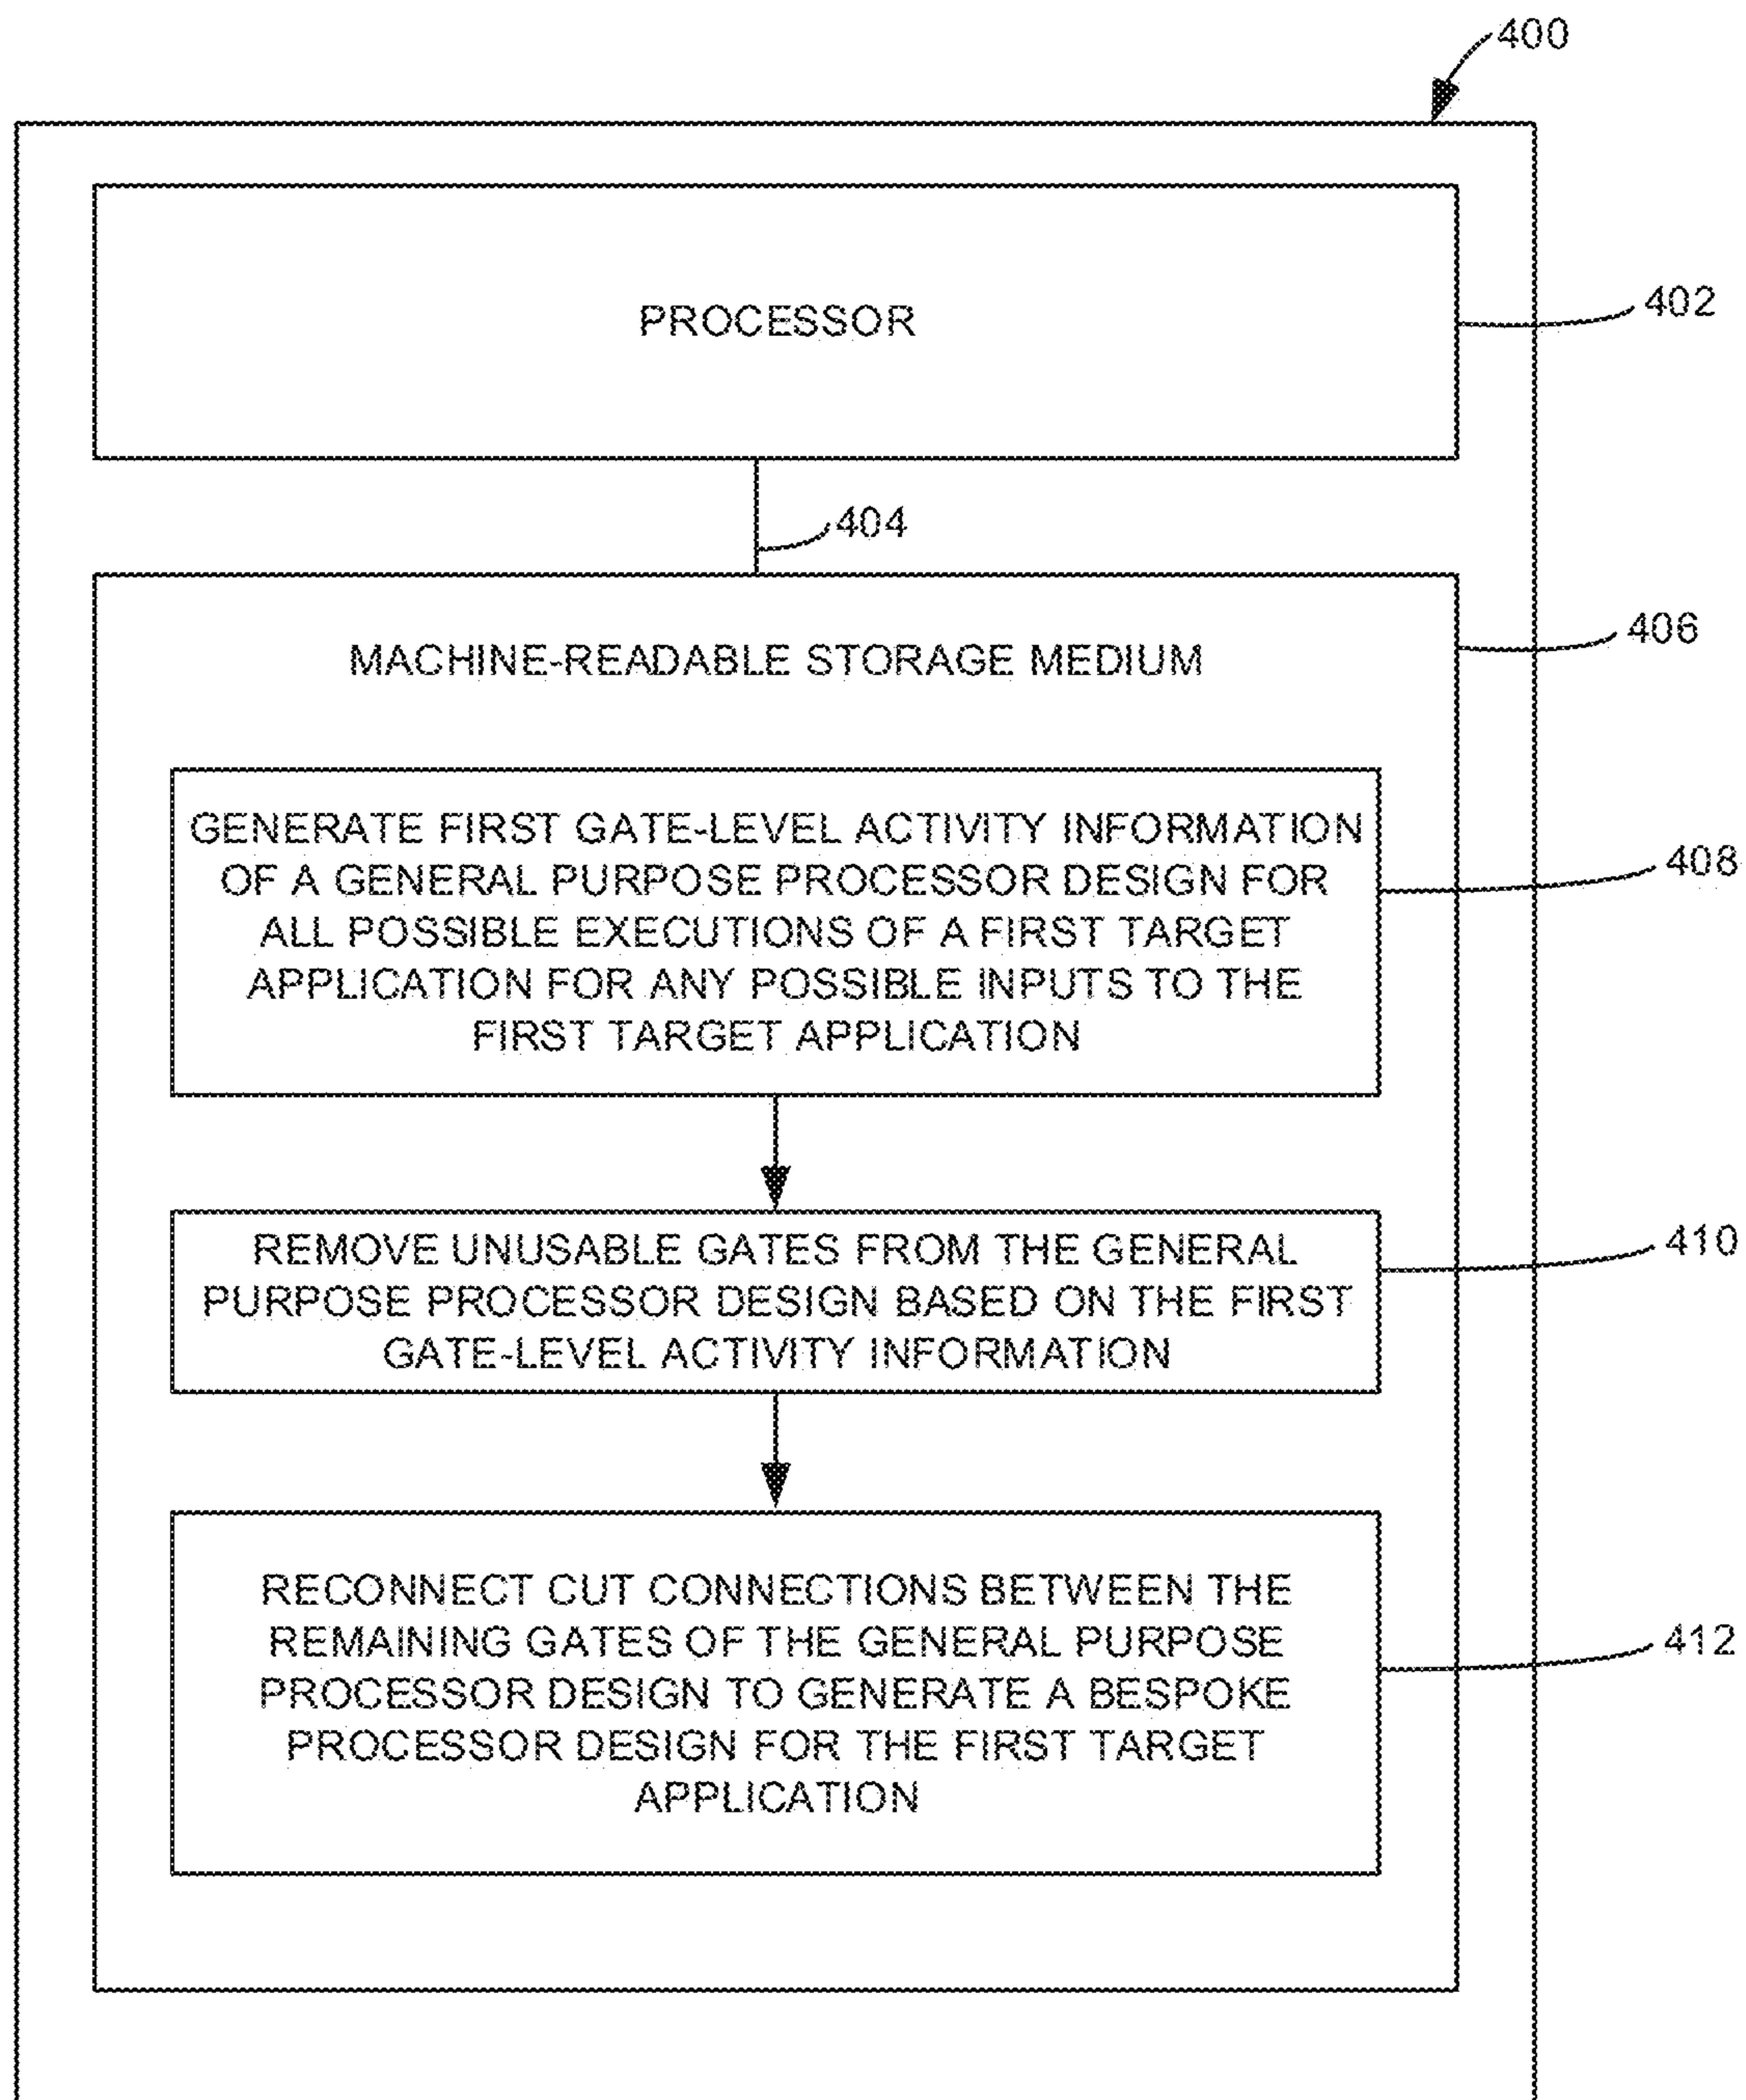 400
PROCESSOR
402
404
MACHINE-READABLE STORAGE MEDIUM
406
GENERATE FIRST GATE-LEVEL ACTIVITY INFORMATION
OF A GENERAL PURPOSE PROCESSOR DESIGN FOR
ALL POSSIBLE EXECUTIONS OF A FIRST TARGET
APPLICATION FOR ANY POSSIBLE INPUTS TO THE
FIRST TARGET APPLICATION
408
REMOVE UNUSABLE GATES FROM THE GENERAL
PURPOSE PROCESSOR DESIGN BASED ON THE FIRST
GATE-LEVEL ACTIVITY INFORMATION
410
RECONNECT CUT CONNECTIONS BETWEEN THE
REMAINING GATES OF THE GENERAL PURPOSE
PROCESSOR DESIGN TO GENERATE A BESPOKE
PROCESSOR DESIGN FOR THE FIRST TARGET
APPLICATION
412